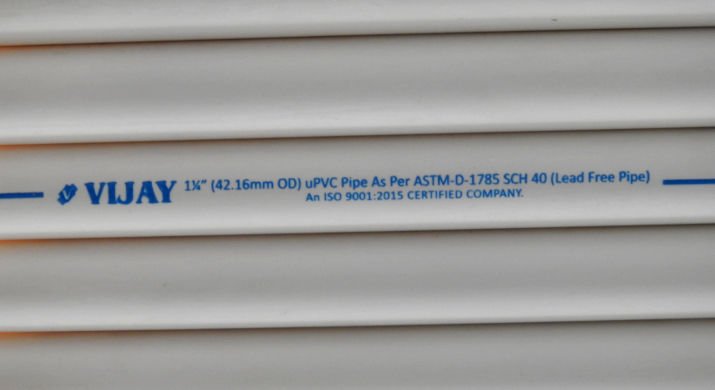 VIJAY 1¼" (42.16mm OD) uPVC Pipe As Per ASTM-D-1785 SCH 40 (Lead Free Pipe)
An ISO 9001:2015 CERTIFIED COMPANY.